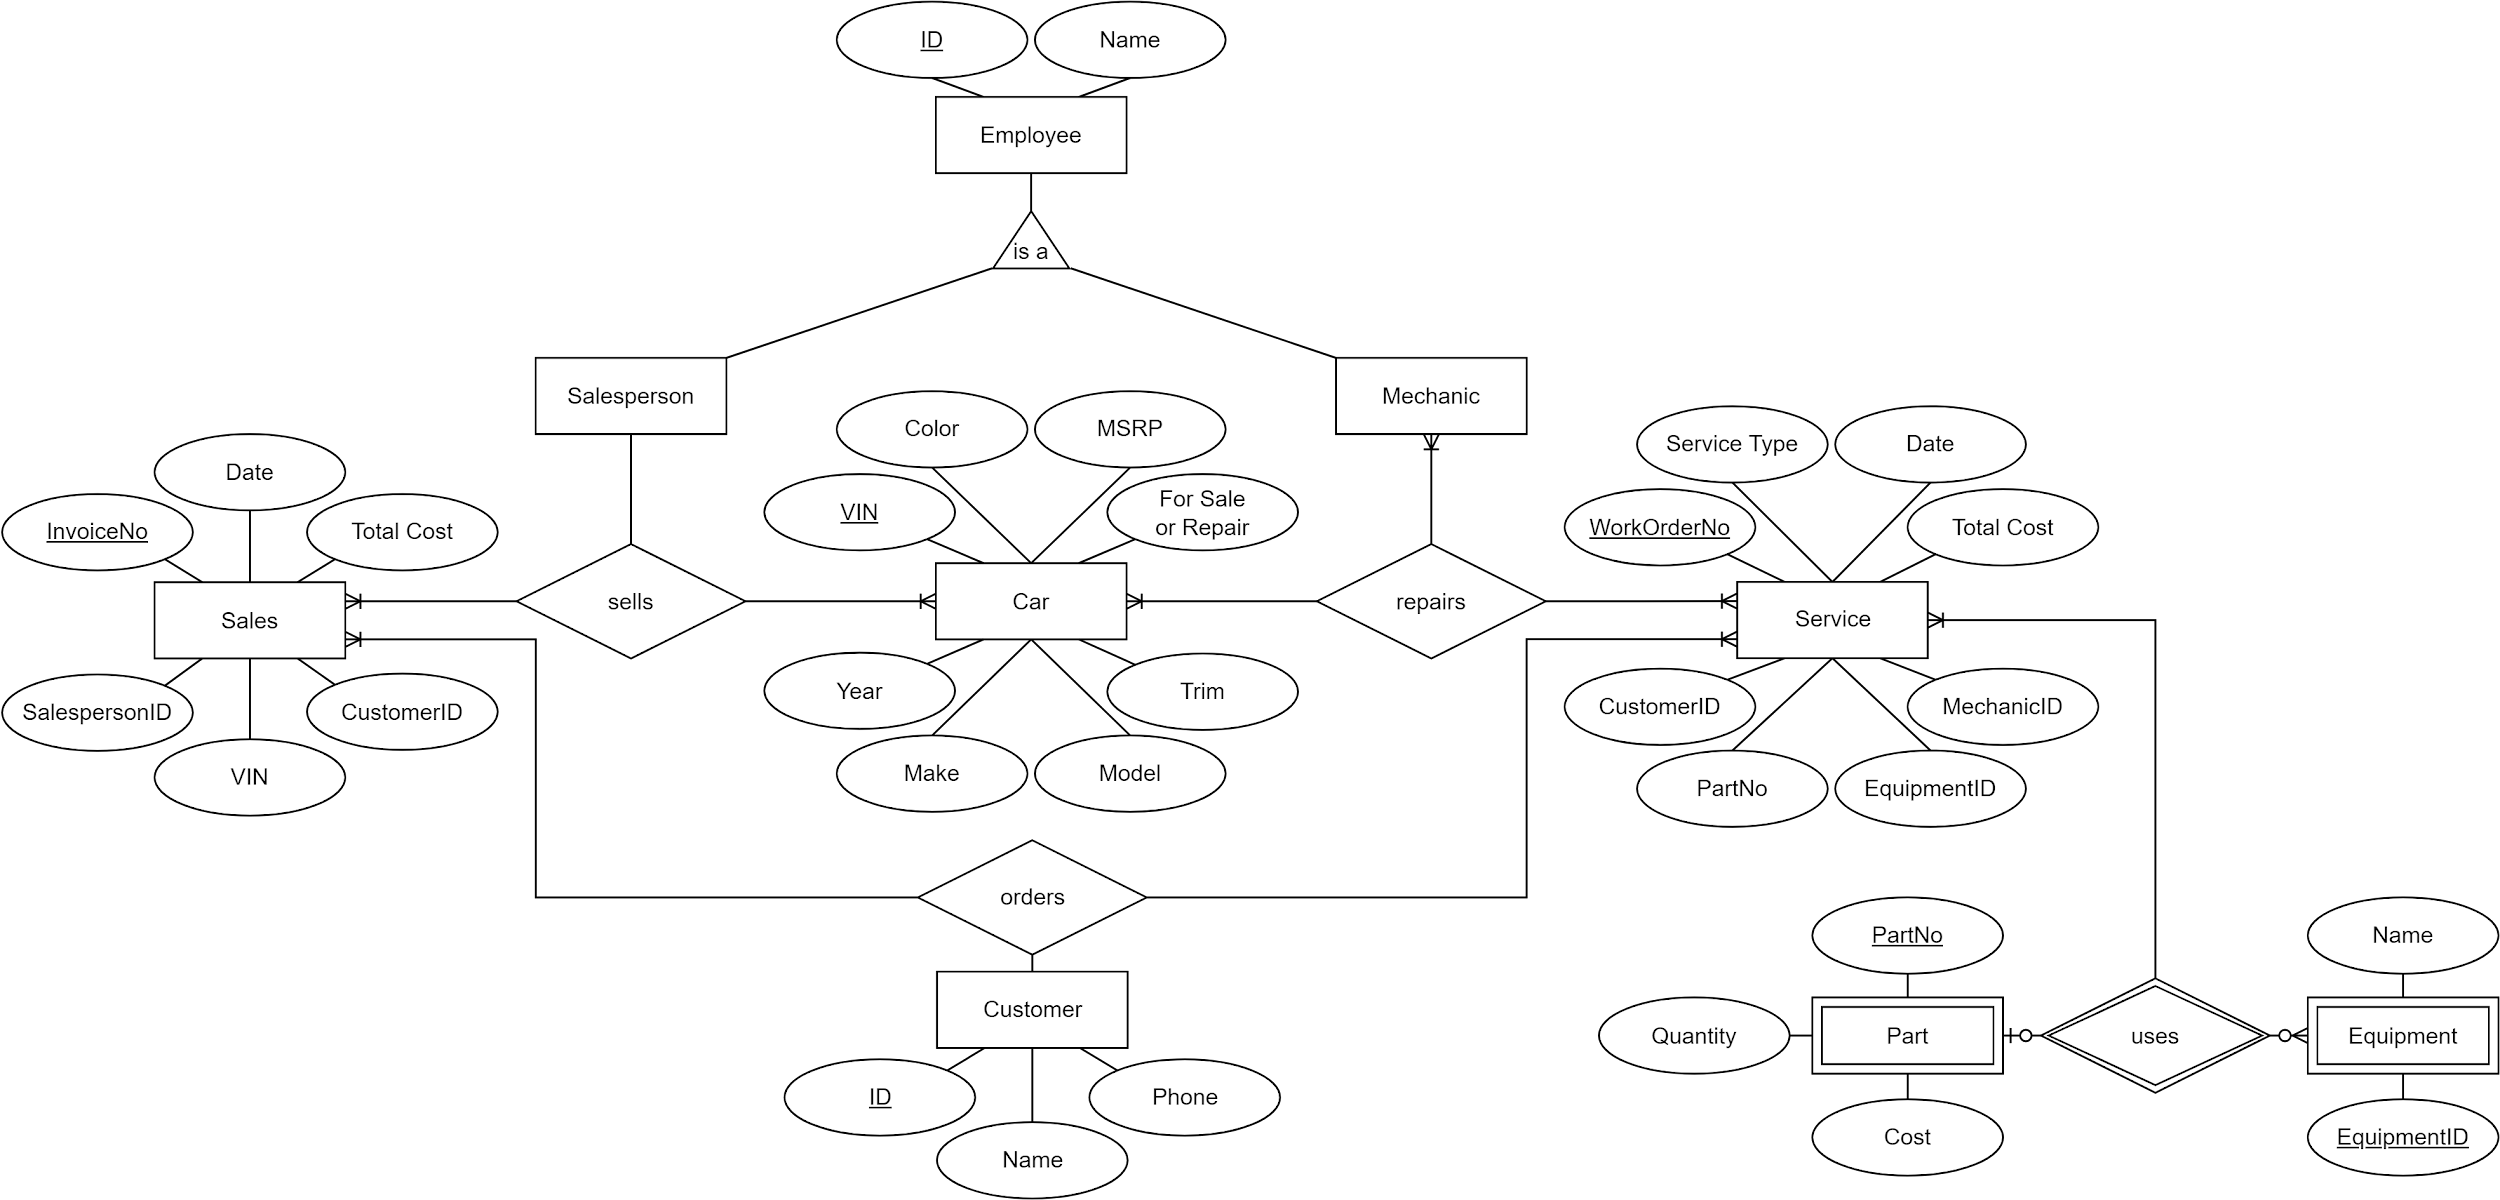 ID
Name
Employee
is a
Salesperson
Mechanic
Color
MSRP
Service Type
Date
Date
VIN
For Sale
or Repair
InvoiceNo
Total Cost
WorkOrderNo
Total Cost
Sales
sells
Car
repairs
Service
SalespersonID
CustomerID
Year
Trim
CustomerID
MechanicID
VIN
Make
Model
PartNo
EquipmentID
orders
PartNo
Name
Customer
Quantity
Part
uses
Equipment
ID
Phone
Cost
EquipmentID
Name